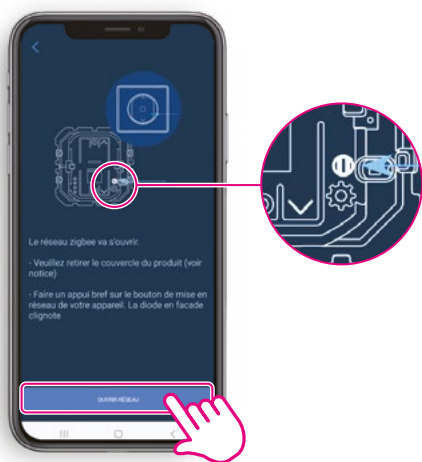 Le réseau zigbee va s'ouvrir.
- Veuillez retirer le couvercle du produit (voir
notice)
- Faire un appui bref sur le bouton de mise en
réseau de votre appareil. La diode en facade
clignote
OUVRIR RÉSEAU